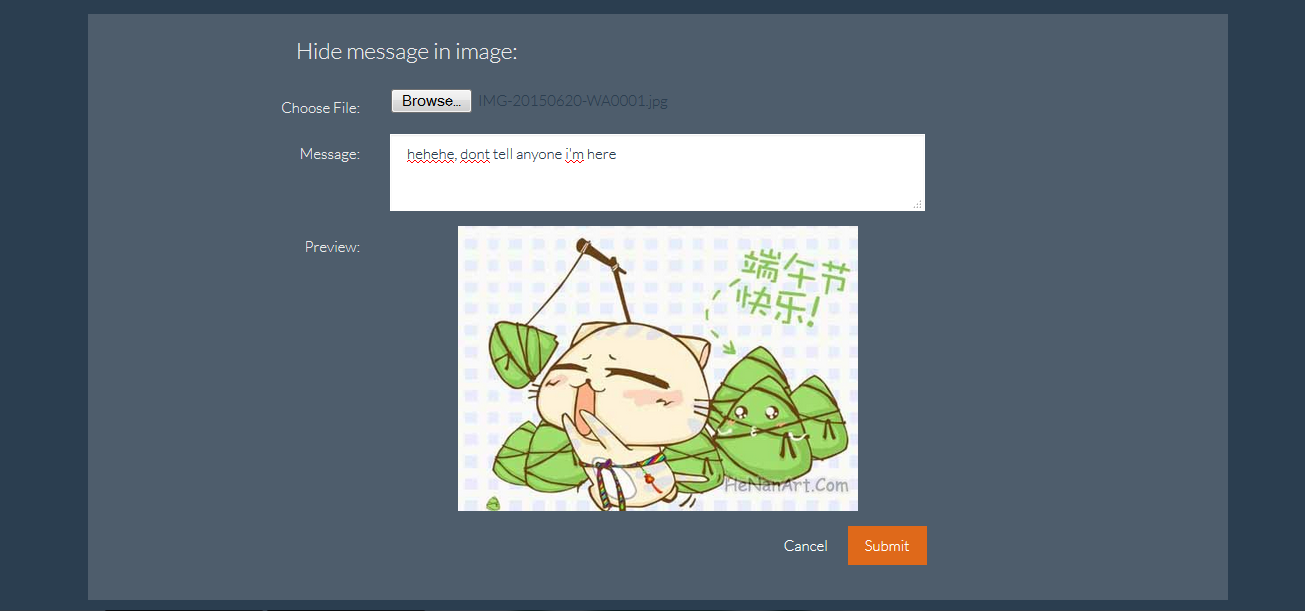 Hide message in image:
Choose File: Browse... IMG-20150620-WA0001.jpg
Message: hehehe, dont tell anyone i'm here
Preview:
端午节
快乐!
HeNanArt.Com
Cancel Submit